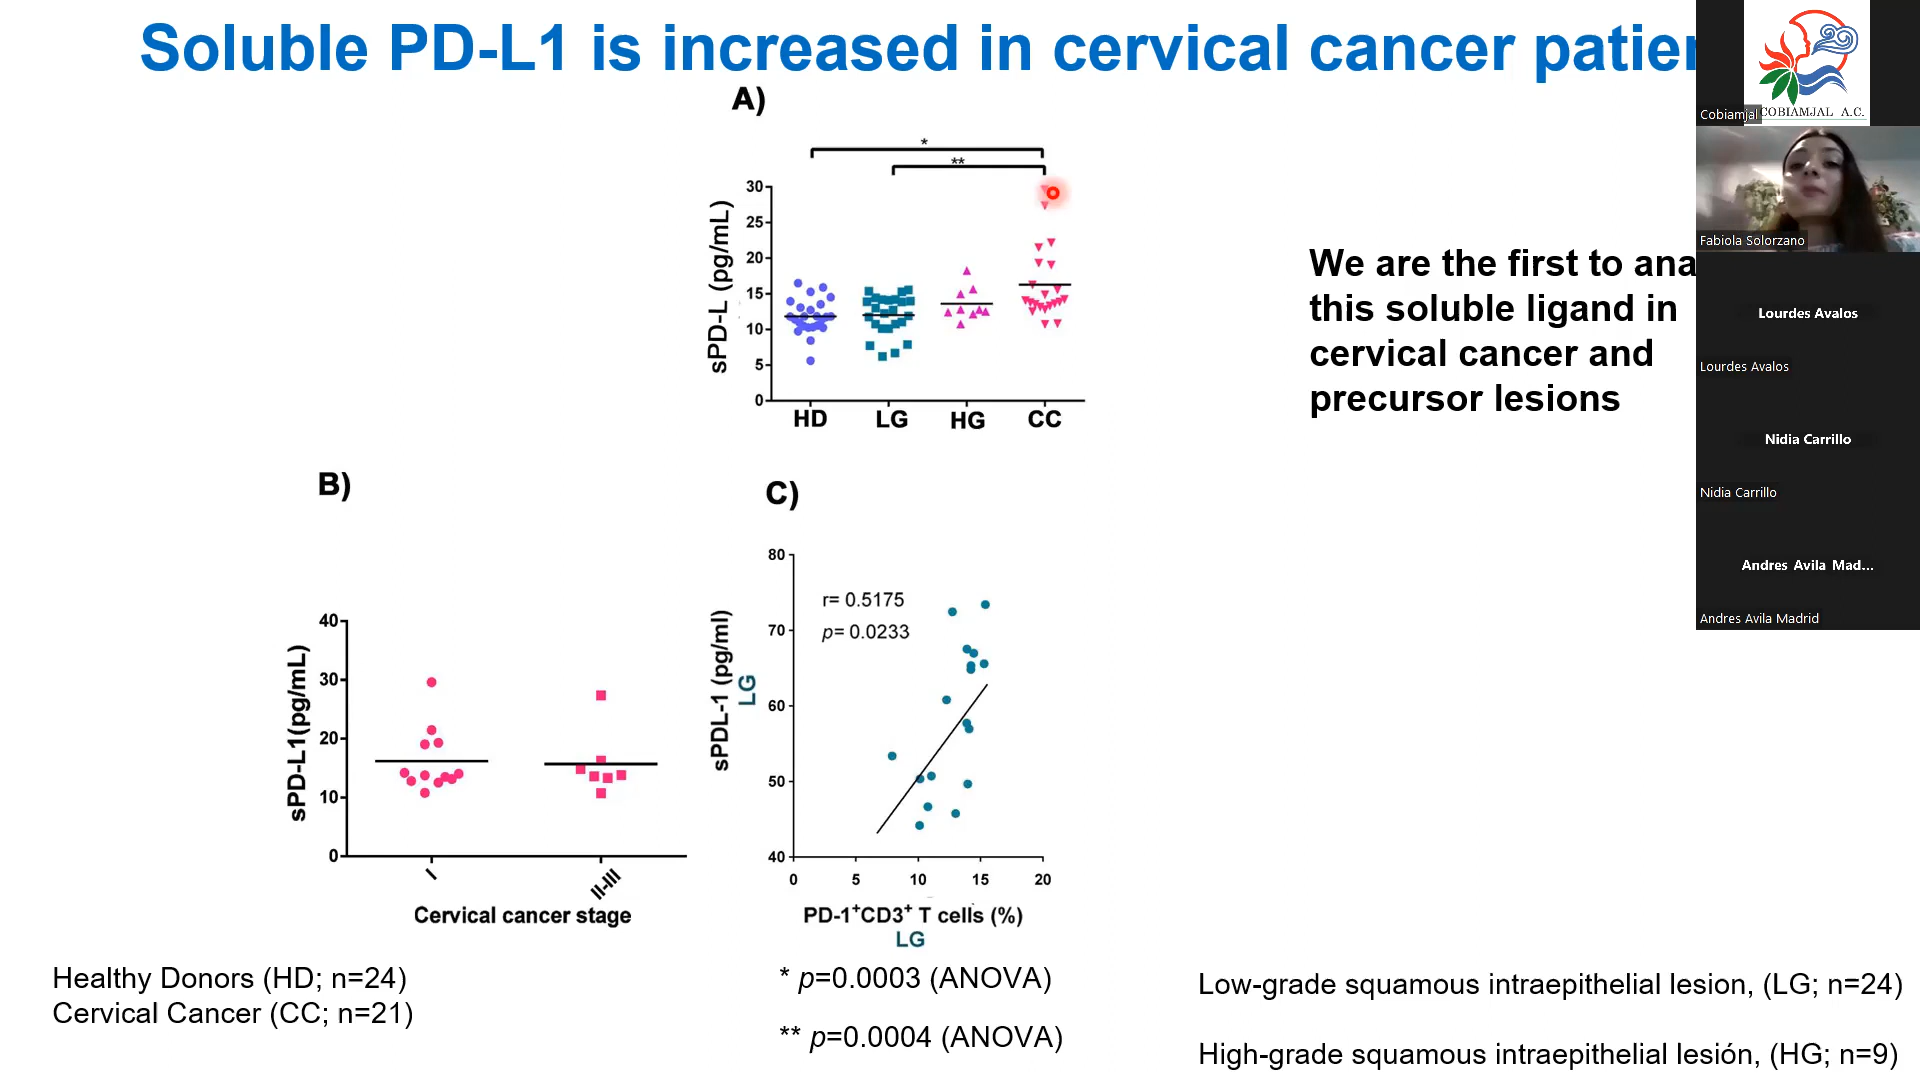 Soluble PD-L1 is increased in cervical cancer
A)
*
**
sPD-L (pg/mL)
30
25
20
15
10
5
0
HD LG HG CC
We are the first to
this soluble ligand in
cervical cancer and
precursor lesions
B)
sPD-L1(pg/mL)
40
30
20
10
0
I II-III
Cervical cancer stage
C)
sPDL-1 (pg/ml)
LG
80
70
60
50
40
r= 0.5175
p= 0.0233
0 5 10 15 20
PD-1+CD3+ T cells (%)
LG
Healthy Donors (HD; n=24)
Cervical Cancer (CC; n=21)
* p=0.0003 (ANOVA)
** p=0.0004 (ANOVA)
Low-grade squamous intraepithelial lesion, (LG; n=24)
High-grade squamous intraepithelial lesión, (HG; n=9)
COBIAMJAL A.C.
Cobiamjal
Fabiola Solorzano
Lourdes Avalos
Lourdes Avalos
Nidia Carrillo
Nidia Carrillo
Andres Avila Mad...
Andres Avila Madrid